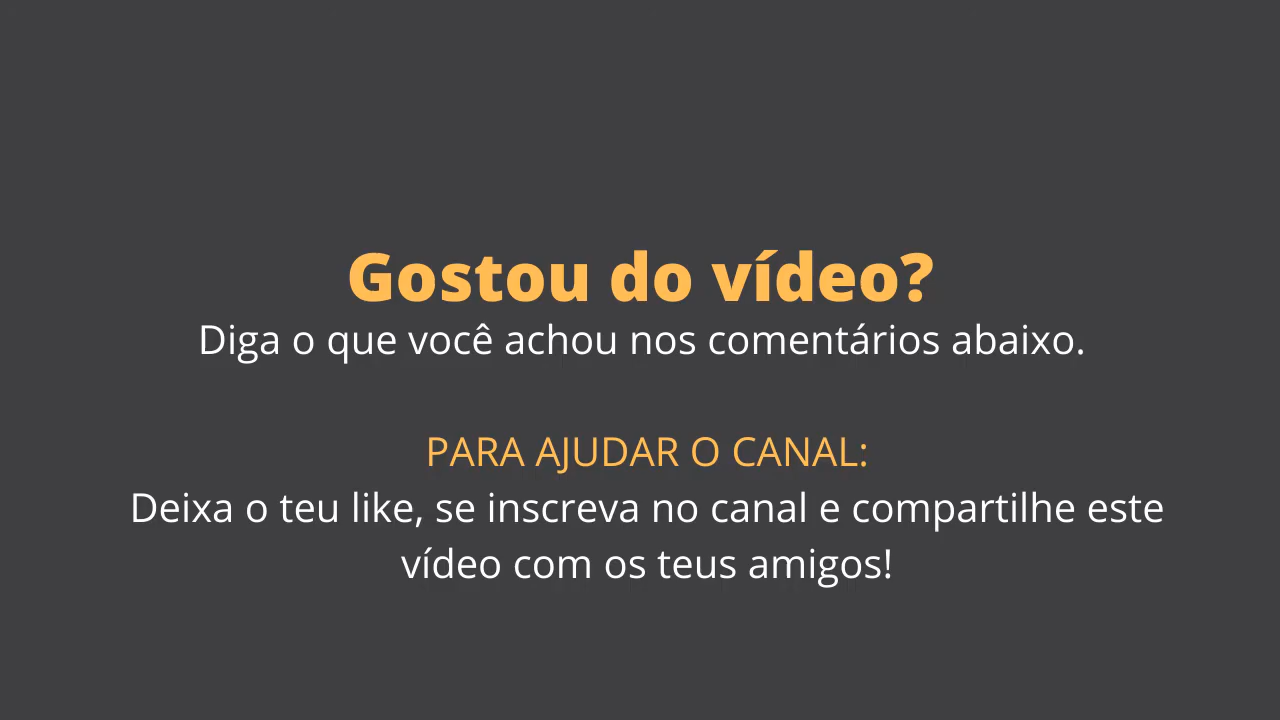 Gostou do vídeo?
Diga o que você achou nos comentários abaixo.
PARA AJUDAR O CANAL:
Deixa o teu like, se inscreva no canal e compartilhe este
vídeo com os teus amigos!